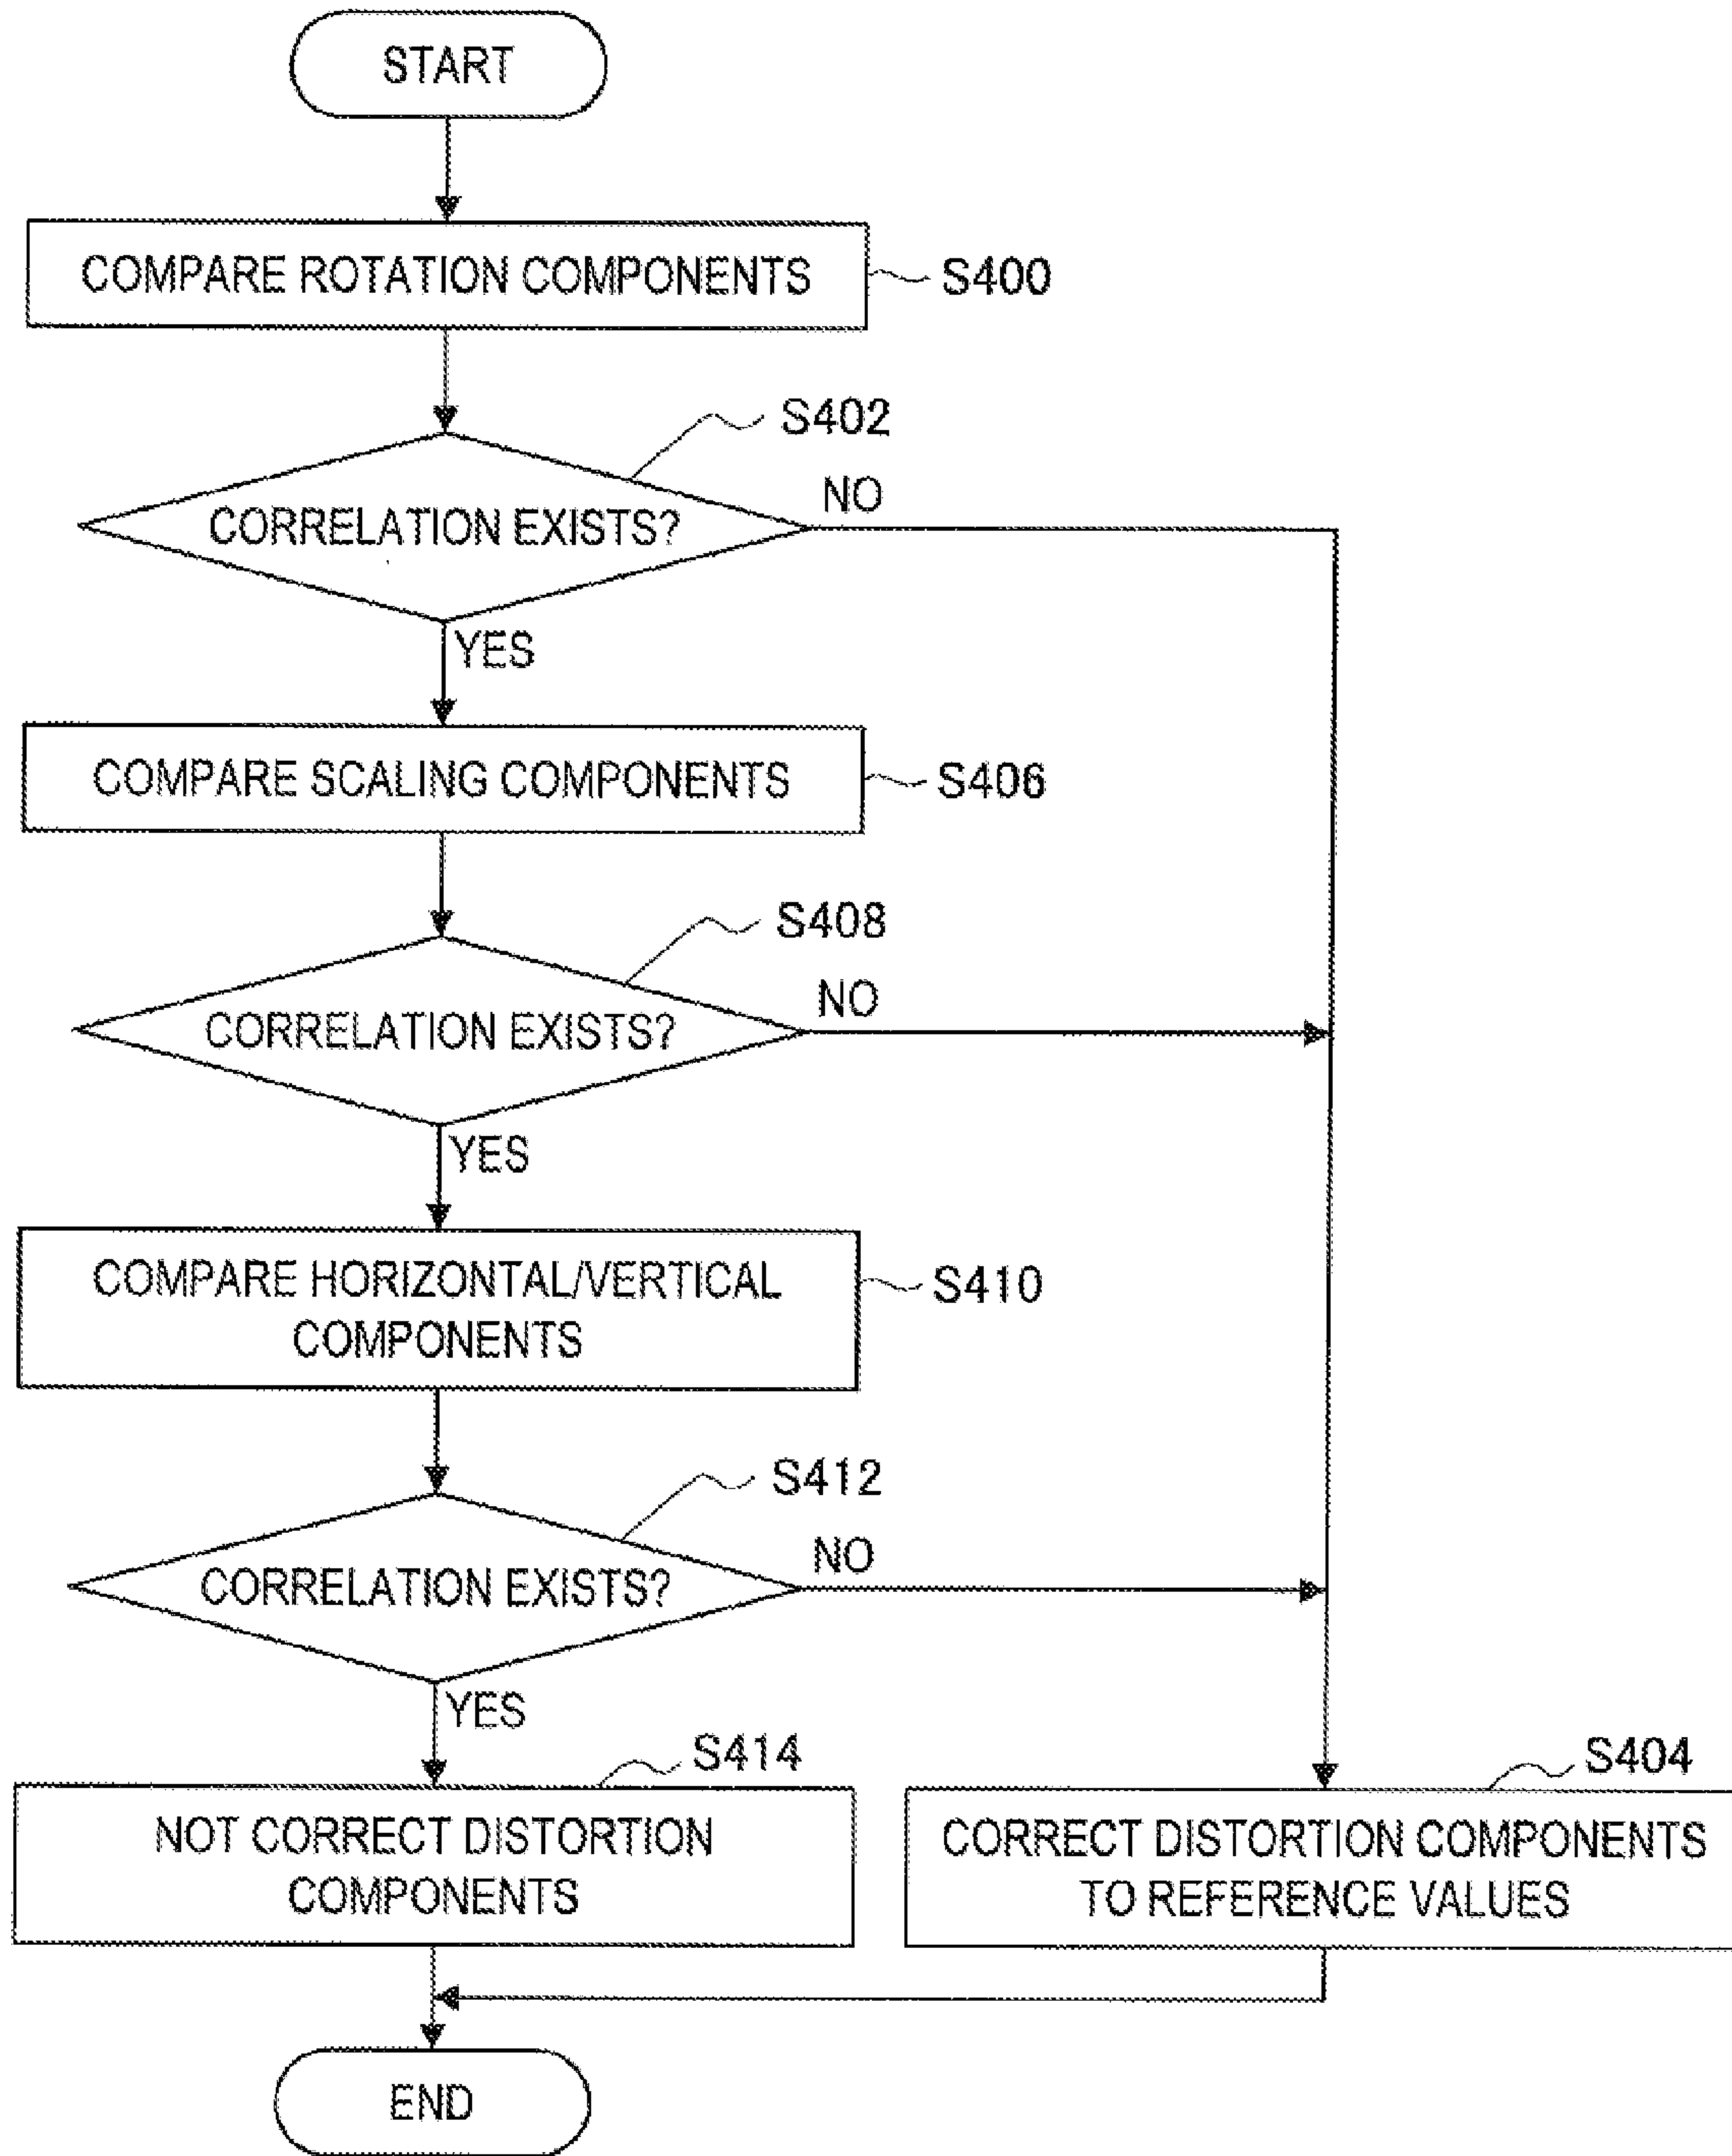 START
COMPARE ROTATION COMPONENTS
S400
S402
CORRELATION EXISTS?
NO
YES
COMPARE SCALING COMPONENTS
S406
S408
CORRELATION EXISTS?
NO
YES
COMPARE HORIZONTAL/VERTICAL
COMPONENTS
S410
S412
CORRELATION EXISTS?
NO
YES
S414
NOT CORRECT DISTORTION
COMPONENTS
S404
CORRECT DISTORTION COMPONENTS
TO REFERENCE VALUES
END